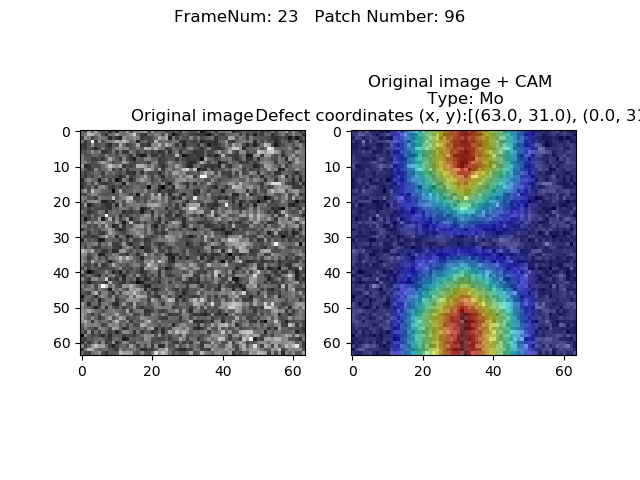 FrameNum: 23   Patch Number: 96
Original image + CAM
Type: Mo
Original image
Defect coordinates (x, y):[(63.0, 31.0), (0.0, 31
0
10
20
30
40
50
60
0 20 40 60
0
10
20
30
40
50
60
0 20 40 60